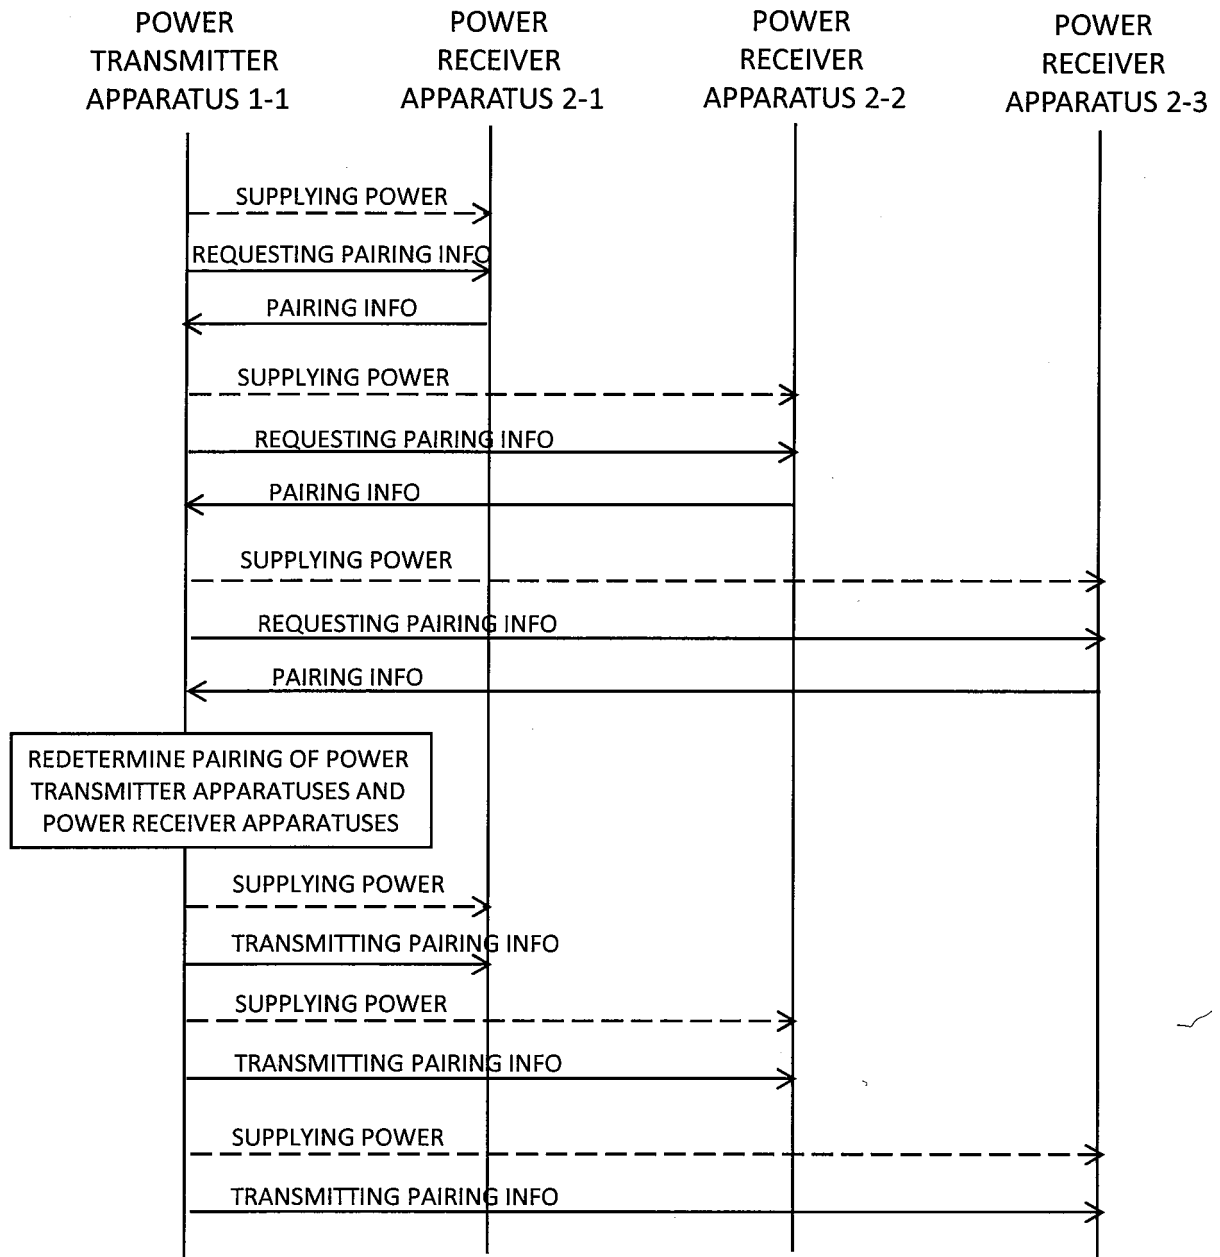 POWER
TRANSMITTER
APPARATUS 1-1
POWER
RECEIVER
APPARATUS 2-1
POWER
RECEIVER
APPARATUS 2-2
POWER
RECEIVER
APPARATUS 2-3
SUPPLYING POWER
REQUESTING PAIRING INFO
PAIRING INFO
SUPPLYING POWER
REQUESTING PAIRING INFO
PAIRING INFO
SUPPLYING POWER
REQUESTING PAIRING INFO
PAIRING INFO
REDETERMINE PAIRING OF POWER
TRANSMITTER APPARATUSES AND
POWER RECEIVER APPARATUSES
SUPPLYING POWER
TRANSMITTING PAIRING INFO
SUPPLYING POWER
TRANSMITTING PAIRING INFO
SUPPLYING POWER
TRANSMITTING PAIRING INFO